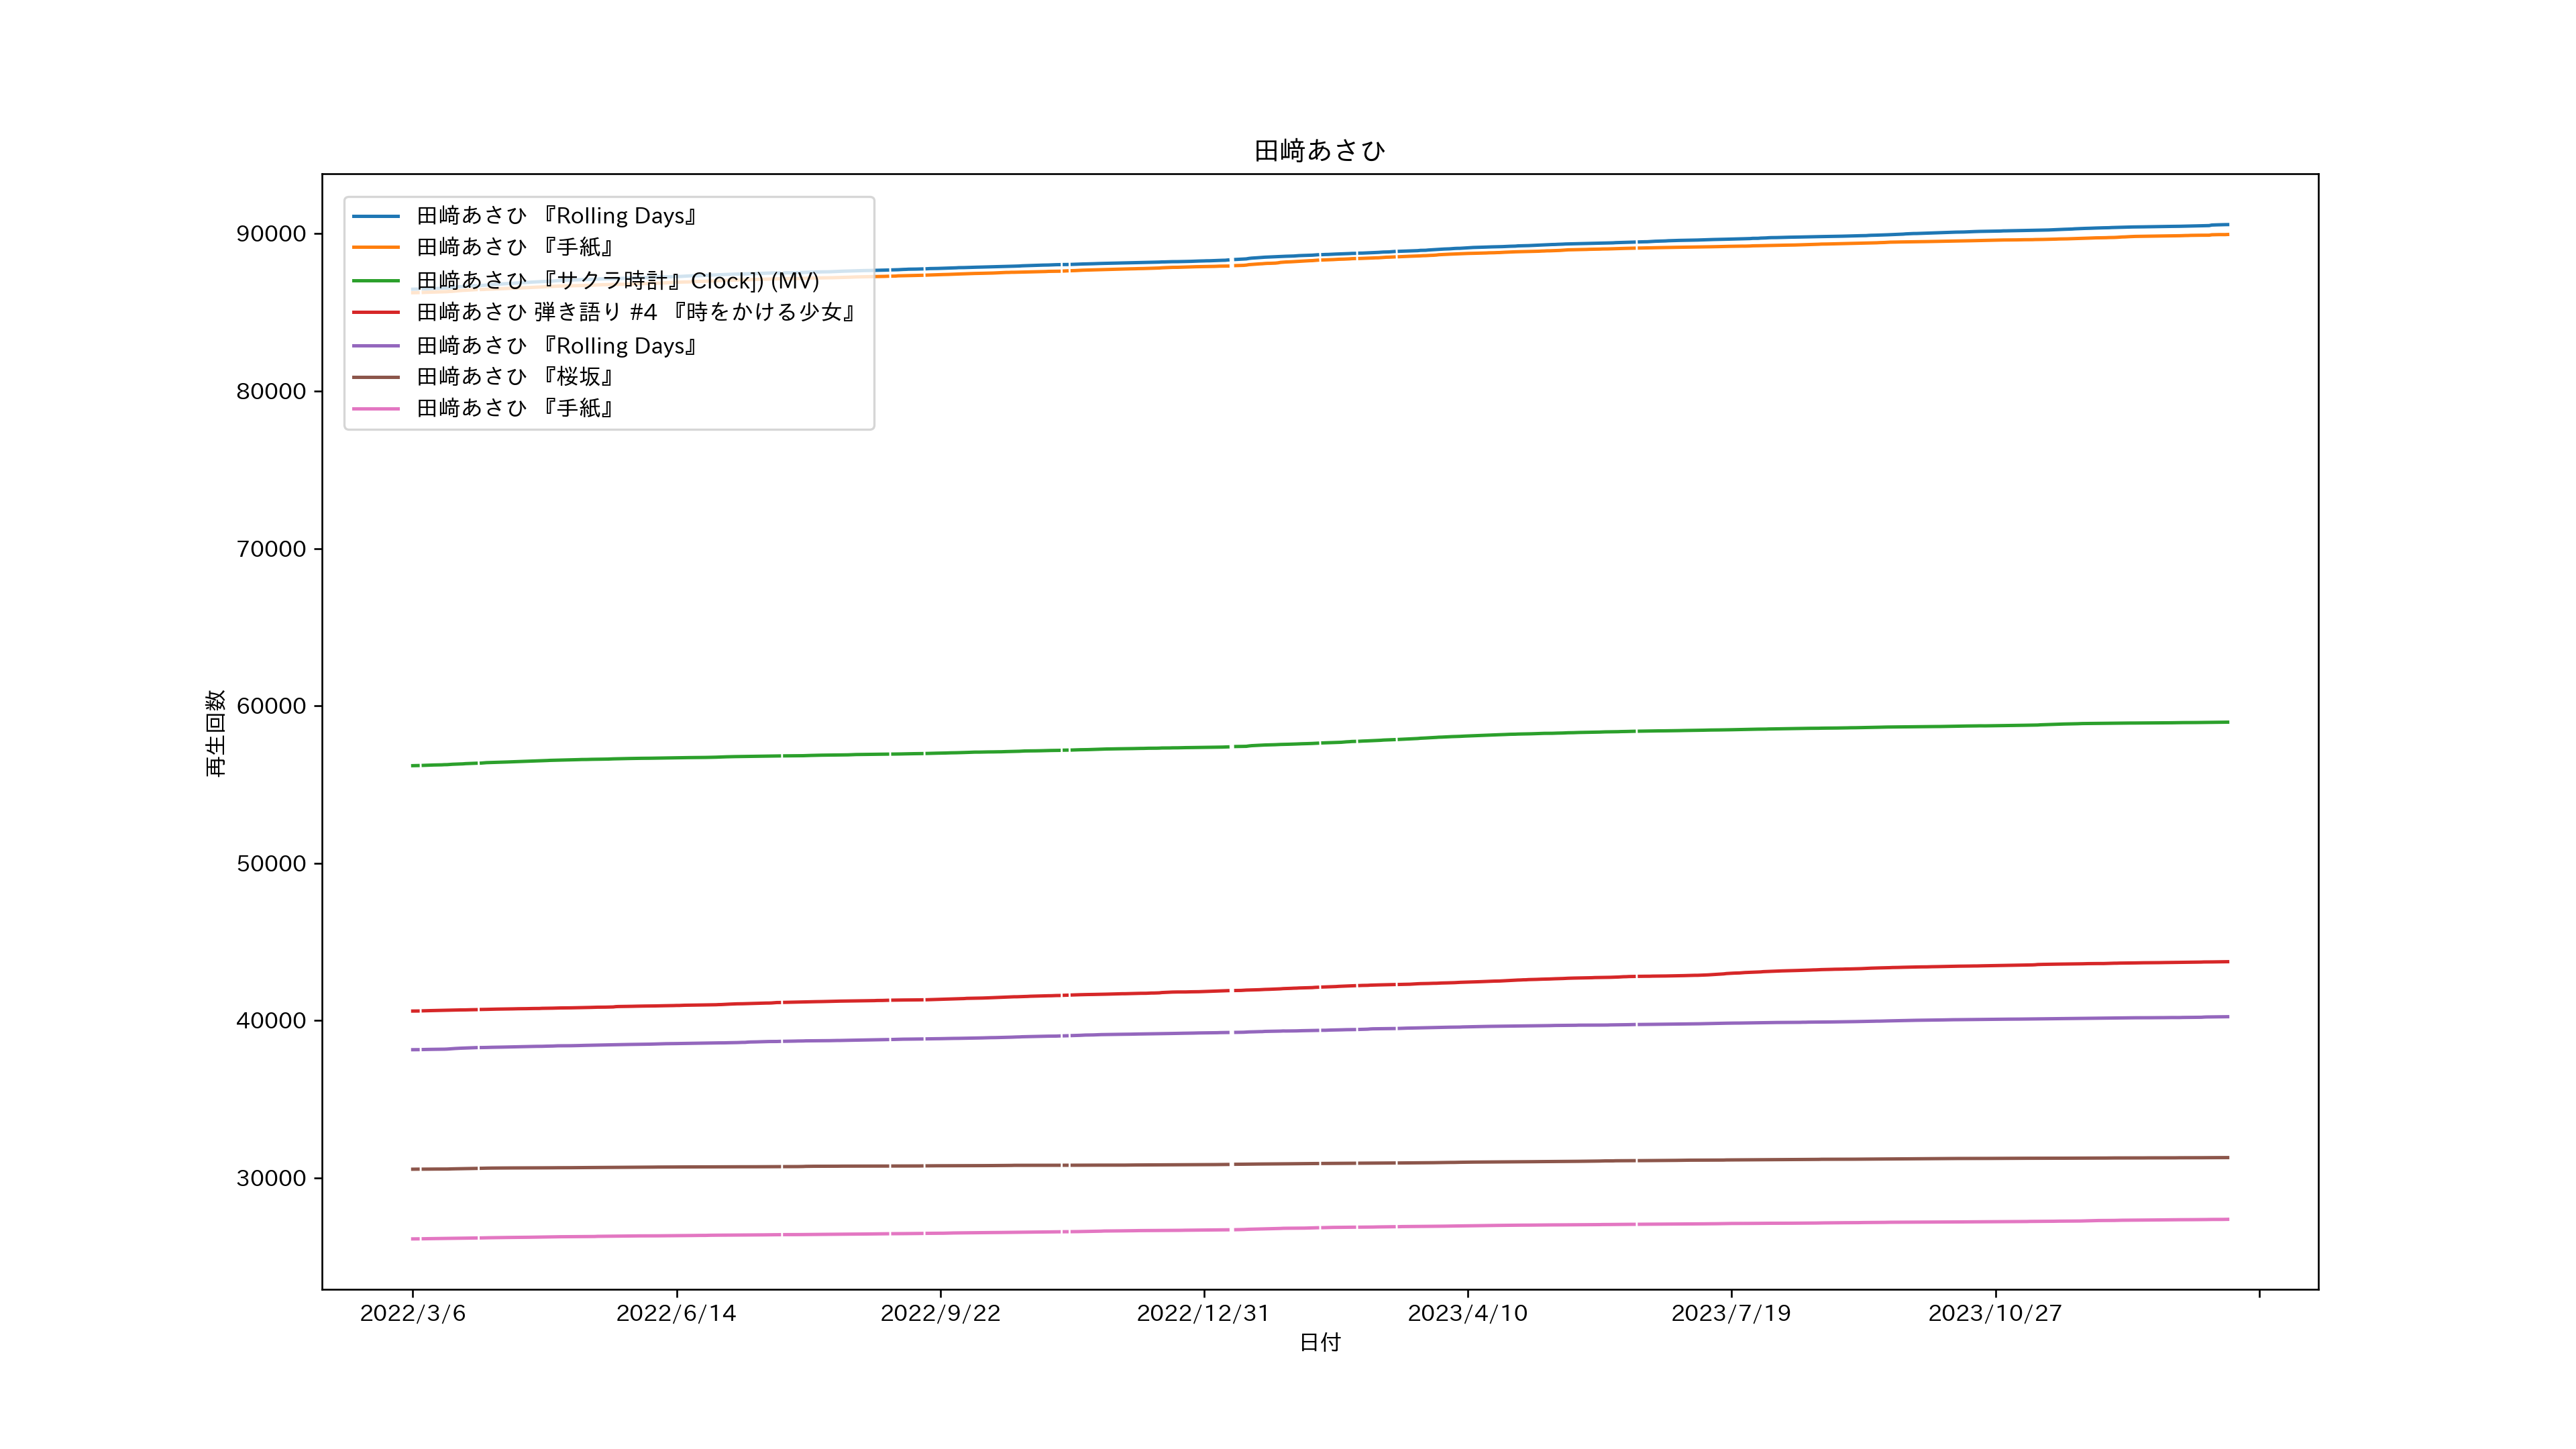 田﨑あさひ
田﨑あさひ 『Rolling Days』
田﨑あさひ 『手紙』
田﨑あさひ 『サクラ時計』Clock]) (MV)
田﨑あさひ 弾き語り #4 『時をかける少女』
田﨑あさひ 『Rolling Days』
田﨑あさひ 『桜坂』
田﨑あさひ 『手紙』
90000
80000
70000
60000
50000
40000
30000
再生回数
2022/3/6
2022/6/14
2022/9/22
2022/12/31
2023/4/10
2023/7/19
2023/10/27
日付